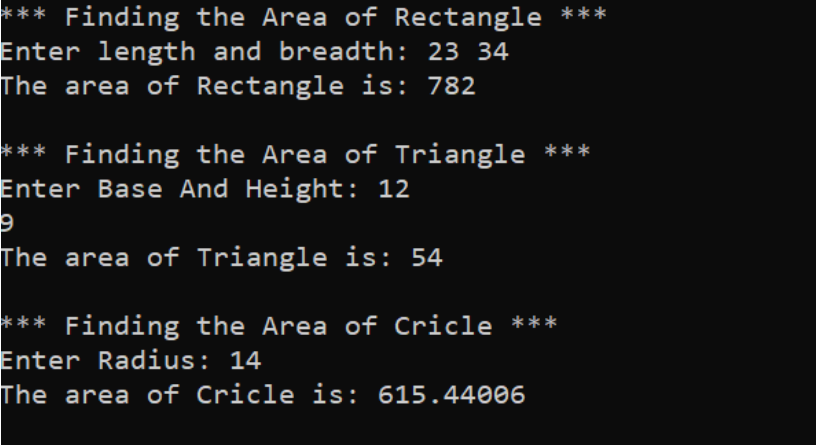 *** Finding the Area of Rectangle ***
Enter length and breadth: 23 34
The area of Rectangle is: 782
*** Finding the Area of Triangle ***
Enter Base And Height: 12
9
The area of Triangle is: 54
*** Finding the Area of Cricle ***
Enter Radius: 14
The area of Cricle is: 615.44006